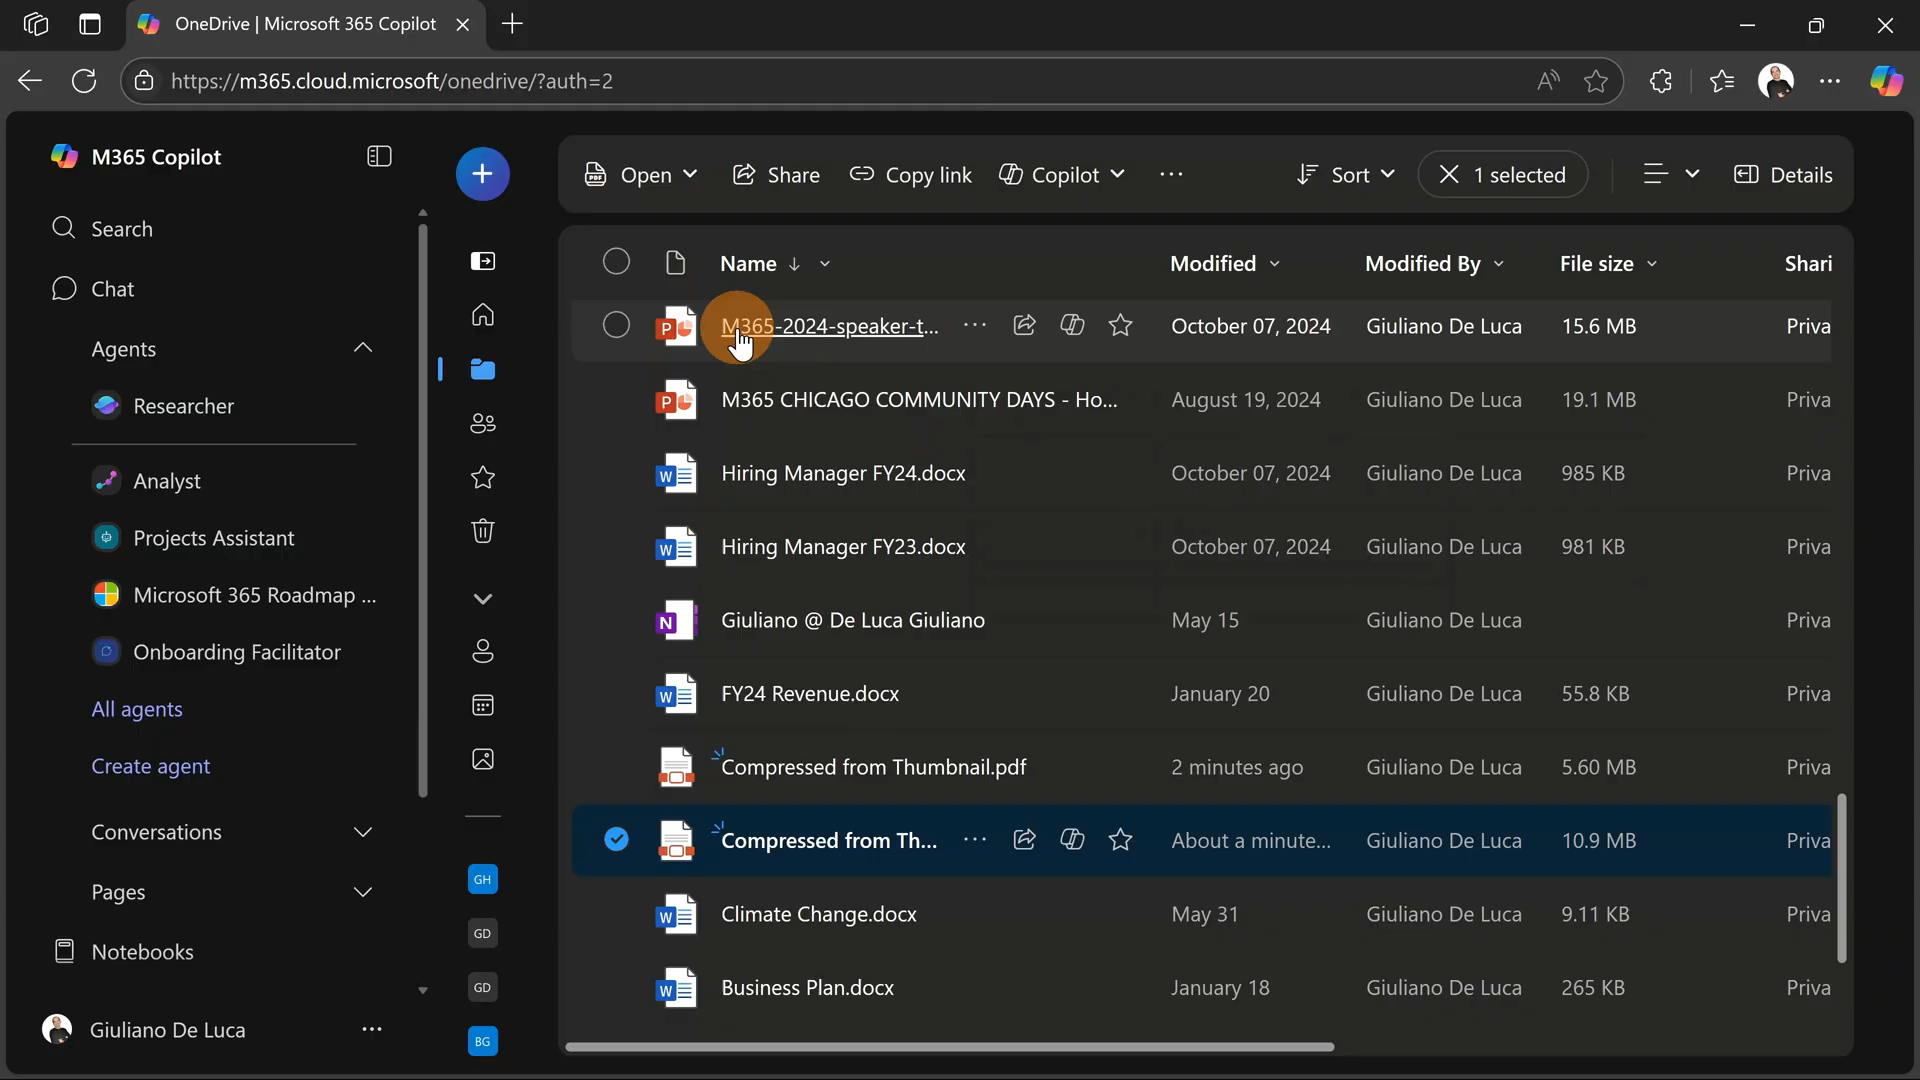 OneDrive | Microsoft 365 Copilot
https://m365.cloud.microsoft/onedrive/?auth=2
M365 Copilot
Search
Chat
Agents
Researcher
Analyst
Projects Assistant
Microsoft 365 Roadmap ...
Onboarding Facilitator
All agents
Create agent
Conversations
Pages
Notebooks
Giuliano De Luca
GH
GD
GD
BG
Open
Share
Copy link
Copilot
Sort
1 selected
Details
Name Modified Modified By File size Shari
M365-2024-speaker-t... October 07, 2024 Giuliano De Luca 15.6 MB Priva
M365 CHICAGO COMMUNITY DAYS - Ho... August 19, 2024 Giuliano De Luca 19.1 MB Priva
Hiring Manager FY24.docx October 07, 2024 Giuliano De Luca 985 KB Priva
Hiring Manager FY23.docx October 07, 2024 Giuliano De Luca 981 KB Priva
Giuliano @ De Luca Giuliano May 15 Giuliano De Luca Priva
FY24 Revenue.docx January 20 Giuliano De Luca 55.8 KB Priva
Compressed from Thumbnail.pdf 2 minutes ago Giuliano De Luca 5.60 MB Priva
Compressed from Th... About a minute... Giuliano De Luca 10.9 MB Priva
Climate Change.docx May 31 Giuliano De Luca 9.11 KB Priva
Business Plan.docx January 18 Giuliano De Luca 265 KB Priva